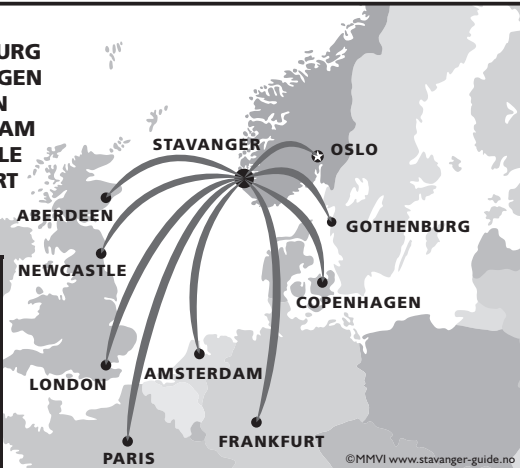 URG
GEN
N
AM
LE
RT
STAVANGER
OSLO
ABERDEEN
GOTHENBURG
NEWCASTLE
COPENHAGEN
AMSTERDAM
LONDON
FRANKFURT
PARIS
©MMVI www.stavanger-guide.no